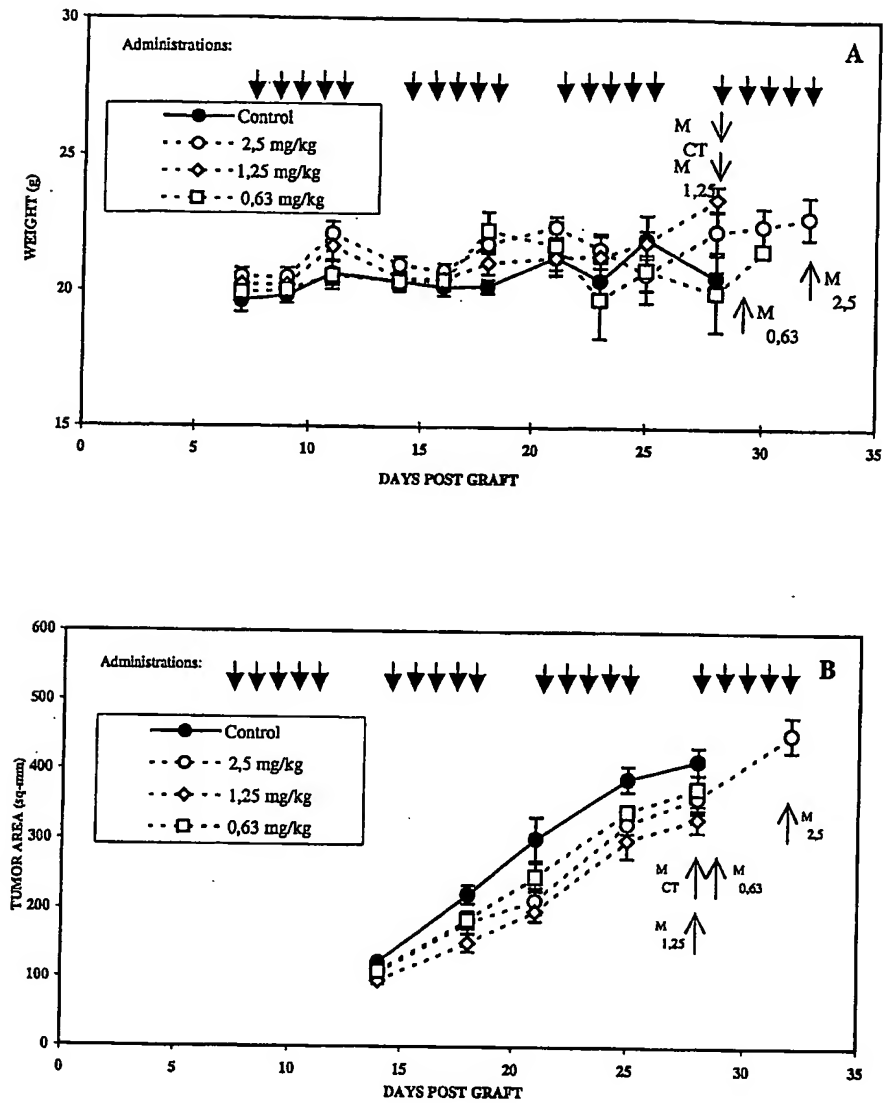 30
Administrations:
A
Control
2,5 mg/kg
1,25 mg/kg
0,63 mg/kg
M
CT
M
1,25
25
WEIGHT (g)
20
M
2,5
M
0,63
15
0
5
10
15
20
25
30
35
DAYS POST GRAFT
600
Administrations:
B
500
Control
2,5 mg/kg
1,25 mg/kg
0,63 mg/kg
400
TUMOR AREA (sq-mm)
300
M
2,5
M
CT
M
0,63
200
M
1,25
100
0
0
5
10
15
20
25
30
35
DAYS POST GRAFT